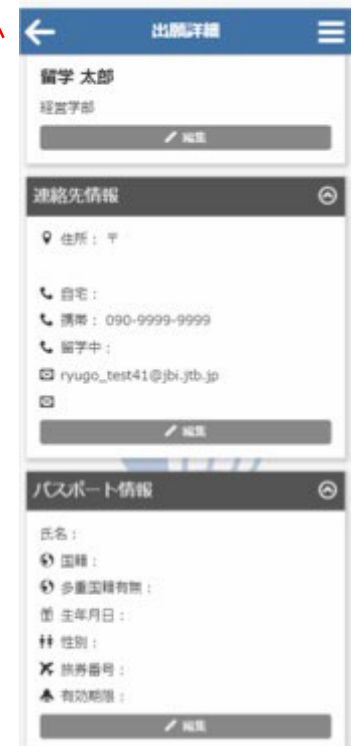 出願詳細
留学 太郎
経営学部
編集
連絡先情報
住所： 〒
自宅：
携帯： 090-9999-9999
留学中：
ryugo_test41@jbi.jtb.jp
編集
パスポート情報
氏名：
国籍：
多重国籍有無：
生年月日：
性別：
旅券番号：
有効期限：
編集